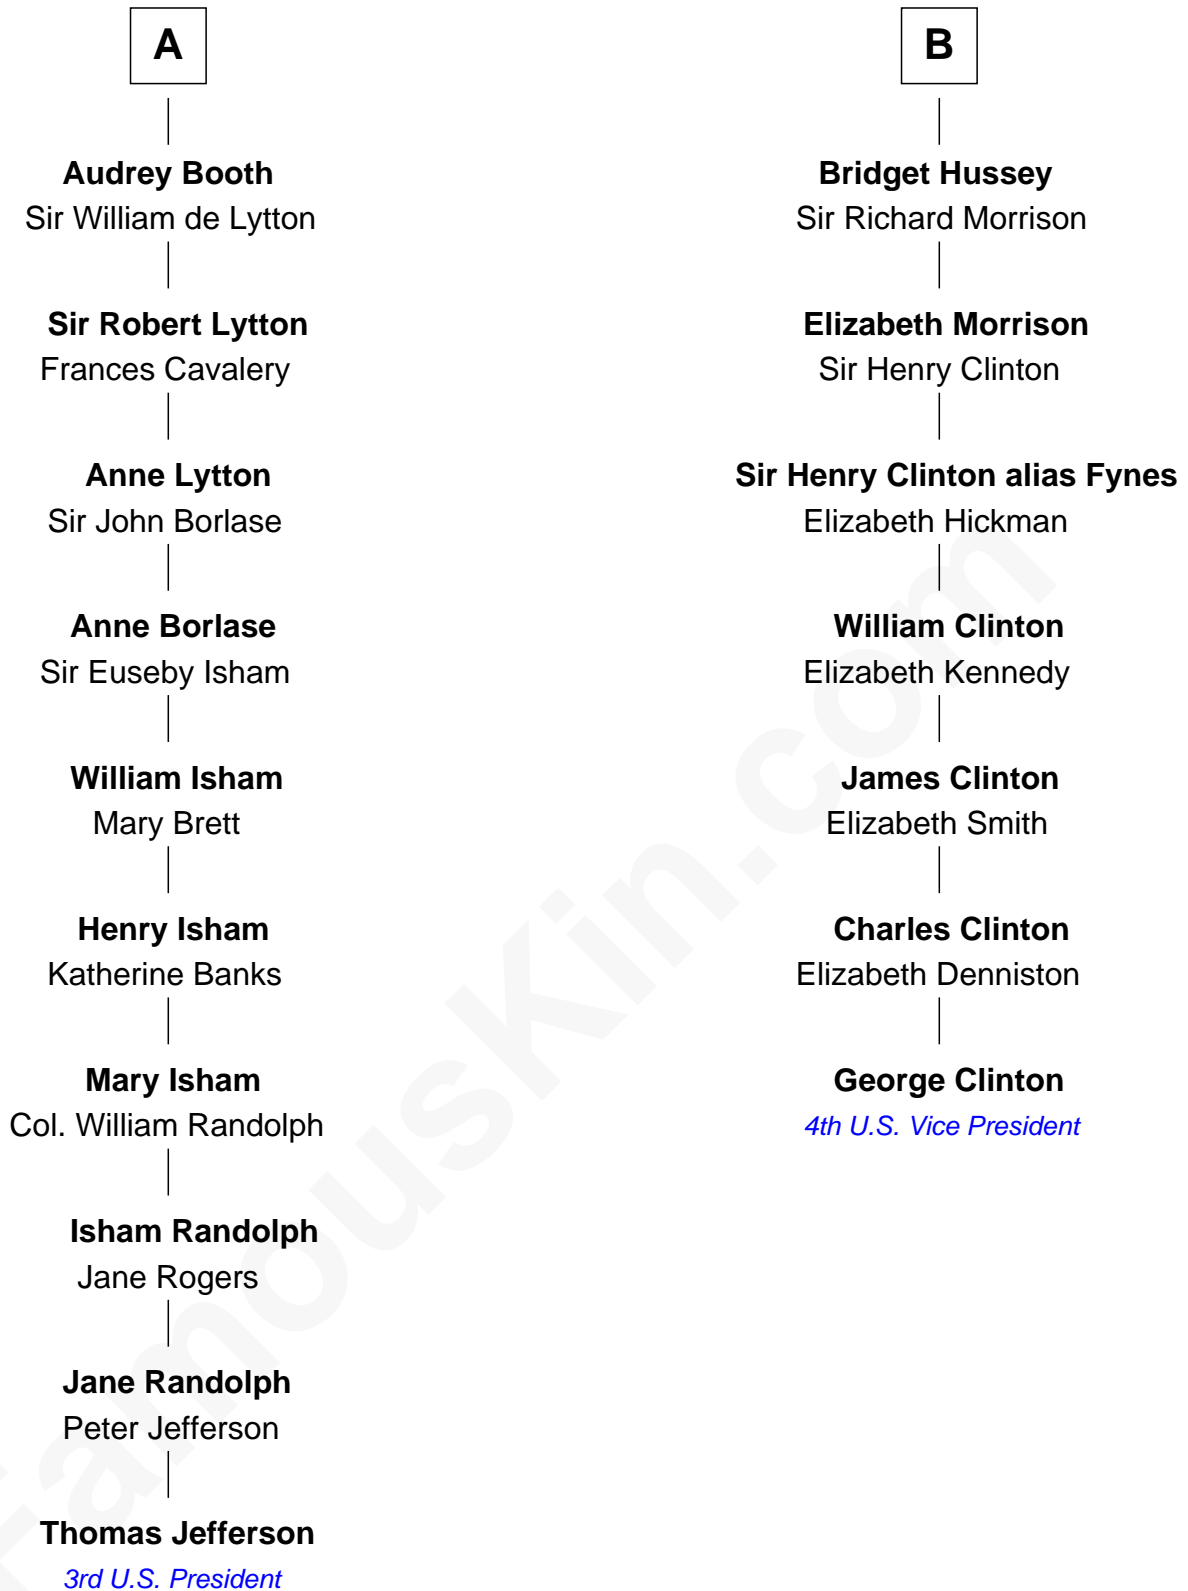 A
Audrey Booth
Sir William de Lytton
Sir Robert Lytton
Frances Cavalery
Anne Lytton
Sir John Borlase
Anne Borlase
Sir Euseby Isham
William Isham
Mary Brett
Henry Isham
Katherine Banks
Mary Isham
Col. William Randolph
Isham Randolph
Jane Rogers
Jane Randolph
Peter Jefferson
Thomas Jefferson
3rd U.S. President
B
Bridget Hussey
Sir Richard Morrison
Elizabeth Morrison
Sir Henry Clinton
Sir Henry Clinton alias Fynes
Elizabeth Hickman
William Clinton
Elizabeth Kennedy
James Clinton
Elizabeth Smith
Charles Clinton
Elizabeth Denniston
George Clinton
4th U.S. Vice President
FamousKin.com